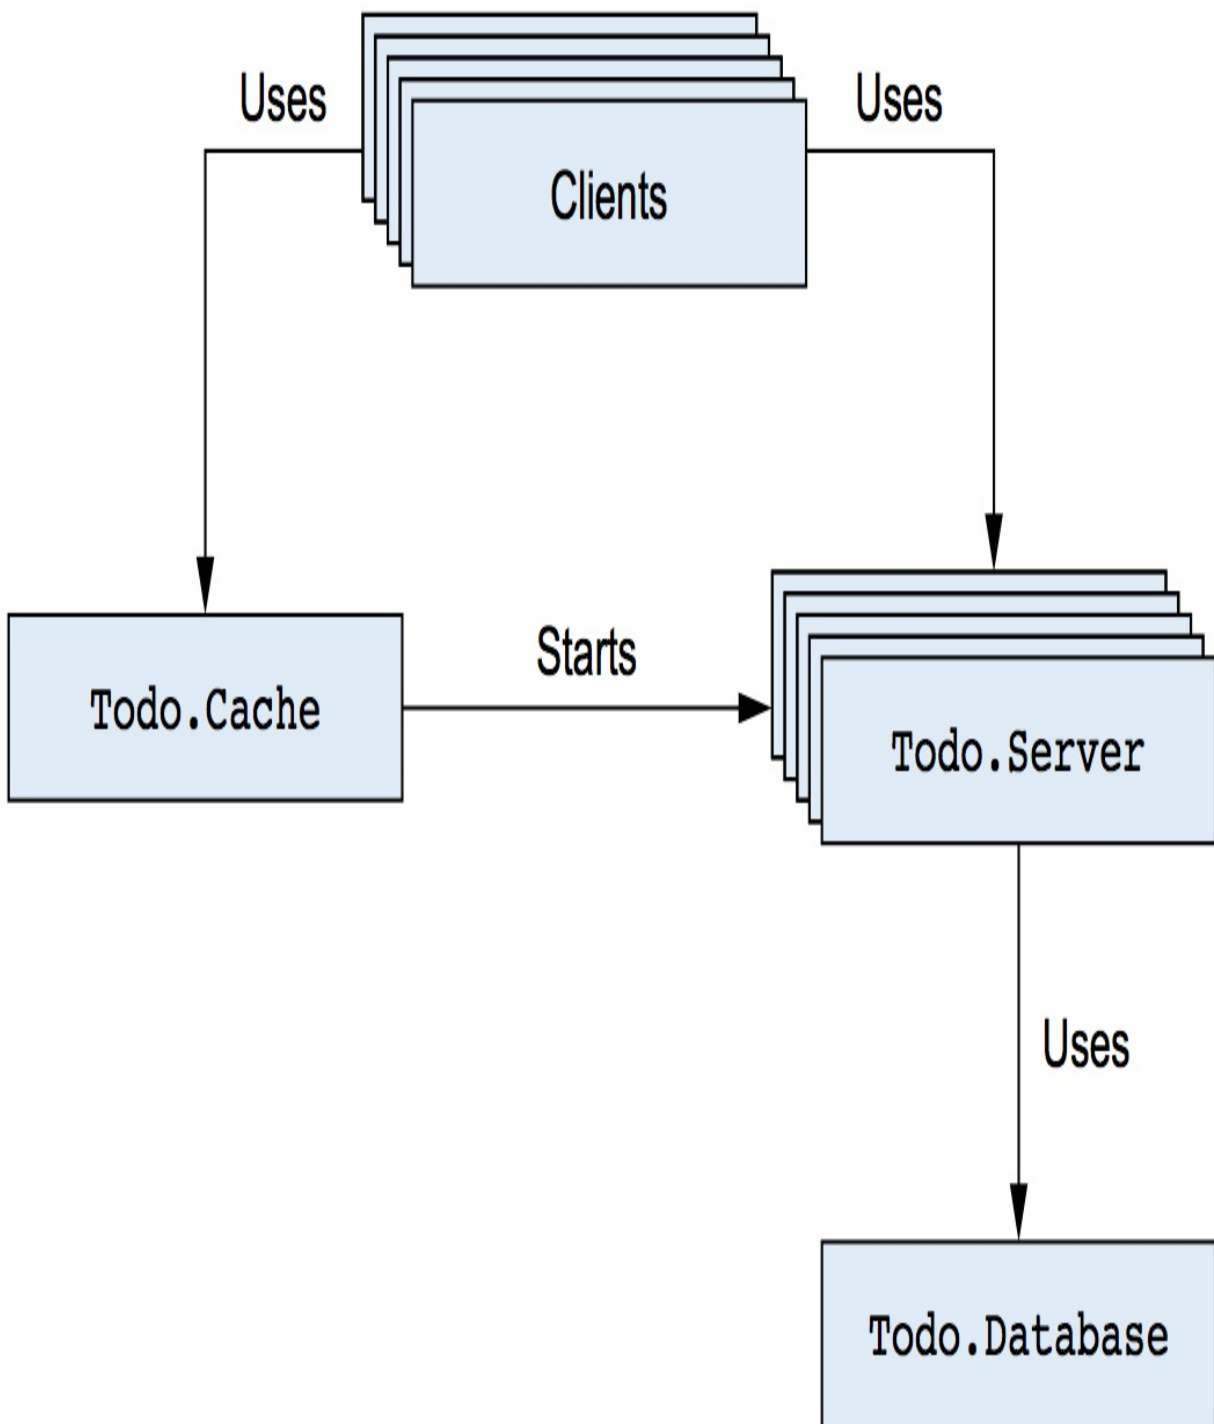 Uses
Uses
Clients
Starts
Todo.Cache
Todo.Server
Uses
Todo.Database